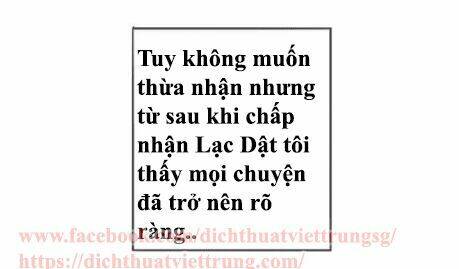 Tuy không muốn
thừa nhận nhưng
từ sau khi chấp
nhận Lạc Dật tôi
thấy mọi chuyện
đã trở nên rõ
ràng..
www.facebook.com/dichthuatviettrungsg/
https://dichthuatviettrung.com/